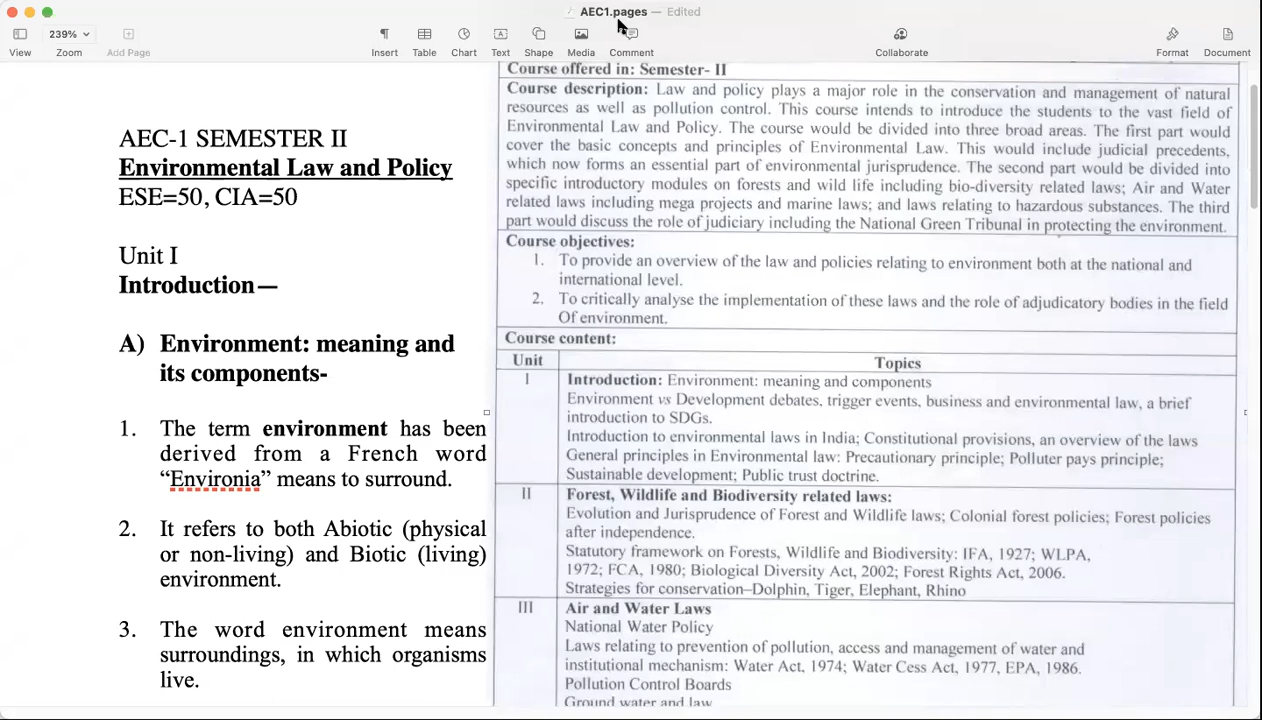 AEC1.pages — Edited
239%
View
Zoom
Add Page
Insert
Table
Chart
Text
Shape
Media
Comment
Collaborate
Format
Document
AEC-1 SEMESTER II
Environmental Law and Policy
ESE=50, CIA=50
Unit I
Introduction—
A) Environment: meaning and
its components-
1. The term environment has been
derived from a French word
“Environia” means to surround.
2. It refers to both Abiotic (physical
or non-living) and Biotic (living)
environment.
3. The word environment means
surroundings, in which organisms
live.
Course offered in: Semester- II
Course description: Law and policy plays a major role in the conservation and management of natural
resources as well as pollution control. This course intends to introduce the students to the vast field of
Environmental Law and Policy. The course would be divided into three broad areas. The first part would
cover the basic concepts and principles of Environmental Law. This would include judicial precedents,
which now forms an essential part of environmental jurisprudence. The second part would be divided into
specific introductory modules on forests and wild life including bio-diversity related laws; Air and Water
related laws including mega projects and marine laws; and laws relating to hazardous substances. The third
part would discuss the role of judiciary including the National Green Tribunal in protecting the environment.
Course objectives:
1. To provide an overview of the law and policies relating to environment both at the national and
international level.
2. To critically analyse the implementation of these laws and the role of adjudicatory bodies in the field
Of environment.
Course content:
Unit Topics
I Introduction: Environment: meaning and components
Environment vs Development debates, trigger events, business and environmental law, a brief
introduction to SDGs.
Introduction to environmental laws in India; Constitutional provisions, an overview of the laws
General principles in Environmental law: Precautionary principle; Polluter pays principle;
Sustainable development; Public trust doctrine.
II Forest, Wildlife and Biodiversity related laws:
Evolution and Jurisprudence of Forest and Wildlife laws; Colonial forest policies; Forest policies
after independence.
Statutory framework on Forests, Wildlife and Biodiversity: IFA, 1927; WLPA,
1972; FCA, 1980; Biological Diversity Act, 2002; Forest Rights Act, 2006.
Strategies for conservation–Dolphin, Tiger, Elephant, Rhino
III Air and Water Laws
National Water Policy
Laws relating to prevention of pollution, access and management of water and
institutional mechanism: Water Act, 1974; Water Cess Act, 1977, EPA, 1986.
Pollution Control Boards
Ground water and law